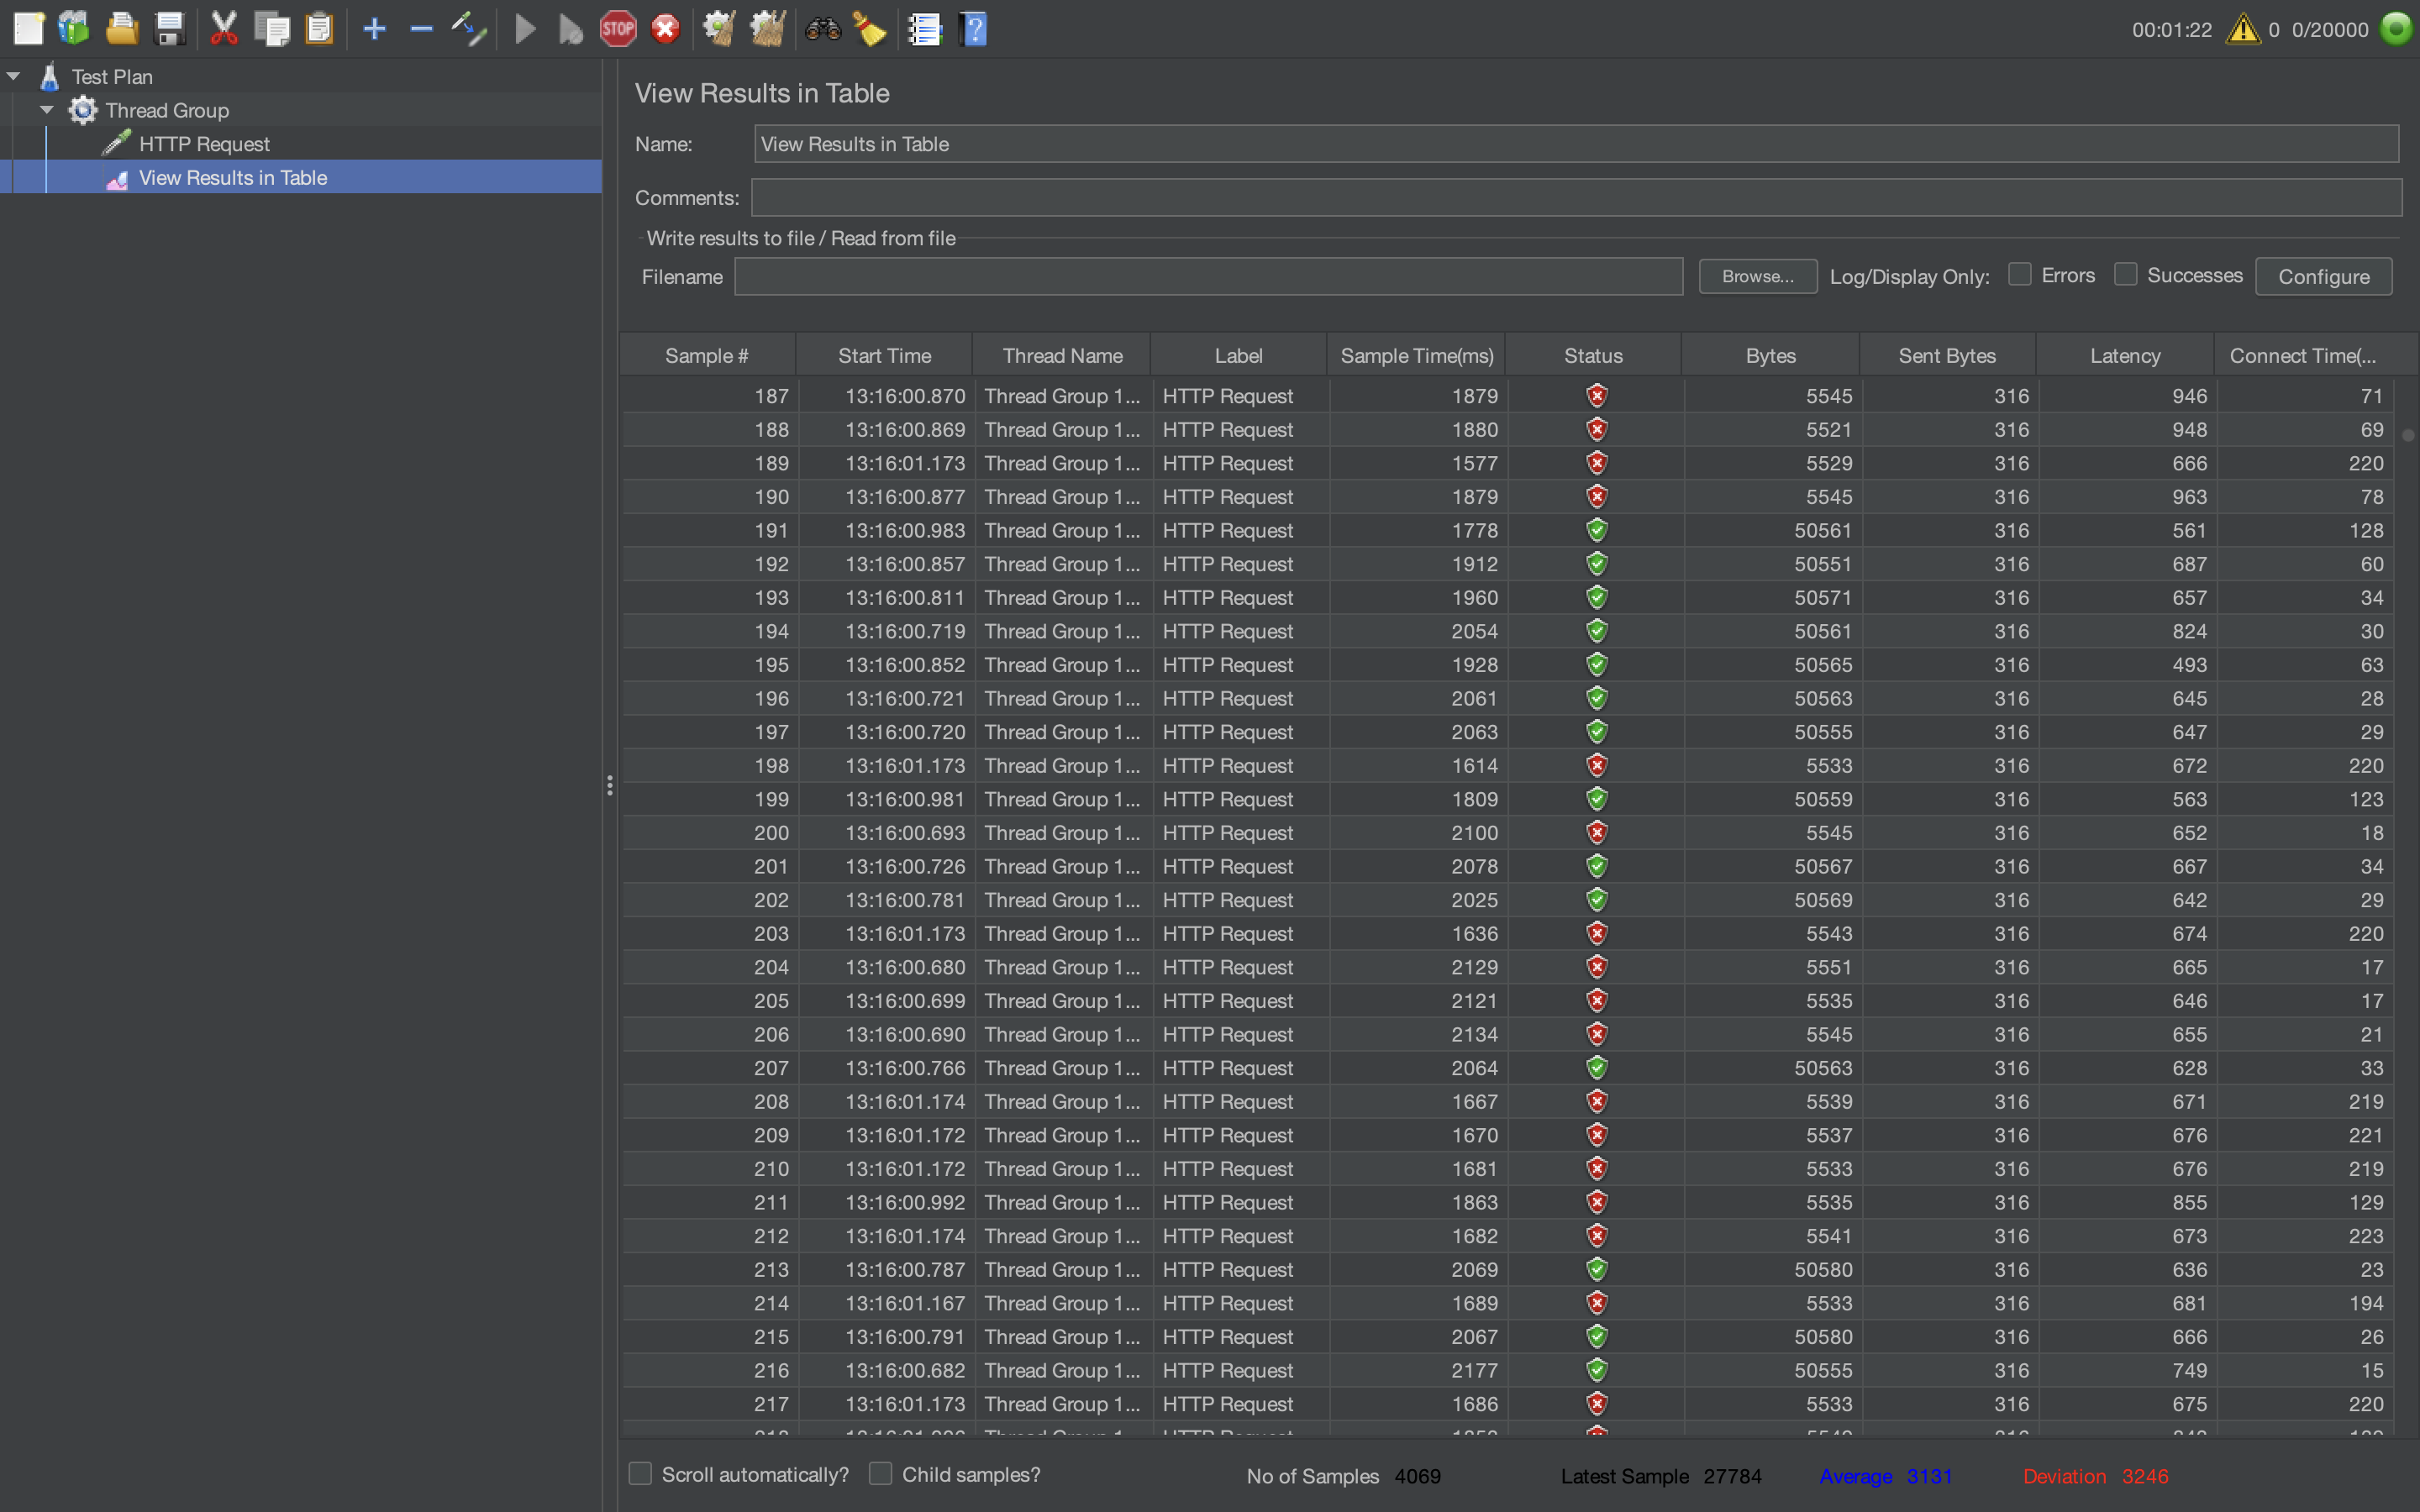 00:01:22 0 0/20000
Test Plan
Thread Group
HTTP Request
View Results in Table
View Results in Table
Name: View Results in Table
Comments:
Write results to file / Read from file
Filename Browse... Log/Display Only: Errors Successes Configure
Sample # Start Time Thread Name Label Sample Time(ms) Status Bytes Sent Bytes Latency Connect Time(...
187 13:16:00.870 Thread Group 1... HTTP Request 1879 5545 316 946 71
188 13:16:00.869 Thread Group 1... HTTP Request 1880 5521 316 948 69
189 13:16:01.173 Thread Group 1... HTTP Request 1577 5529 316 666 220
190 13:16:00.877 Thread Group 1... HTTP Request 1879 5545 316 963 78
191 13:16:00.983 Thread Group 1... HTTP Request 1778 50561 316 561 128
192 13:16:00.857 Thread Group 1... HTTP Request 1912 50551 316 687 60
193 13:16:00.811 Thread Group 1... HTTP Request 1960 50571 316 657 34
194 13:16:00.719 Thread Group 1... HTTP Request 2054 50561 316 824 30
195 13:16:00.852 Thread Group 1... HTTP Request 1928 50565 316 493 63
196 13:16:00.721 Thread Group 1... HTTP Request 2061 50563 316 645 28
197 13:16:00.720 Thread Group 1... HTTP Request 2063 50555 316 647 29
198 13:16:01.173 Thread Group 1... HTTP Request 1614 5533 316 672 220
199 13:16:00.981 Thread Group 1... HTTP Request 1809 50559 316 563 123
200 13:16:00.693 Thread Group 1... HTTP Request 2100 5545 316 652 18
201 13:16:00.726 Thread Group 1... HTTP Request 2078 50567 316 667 34
202 13:16:00.781 Thread Group 1... HTTP Request 2025 50569 316 642 29
203 13:16:01.173 Thread Group 1... HTTP Request 1636 5543 316 674 220
204 13:16:00.680 Thread Group 1... HTTP Request 2129 5551 316 665 17
205 13:16:00.699 Thread Group 1... HTTP Request 2121 5535 316 646 17
206 13:16:00.690 Thread Group 1... HTTP Request 2134 5545 316 655 21
207 13:16:00.766 Thread Group 1... HTTP Request 2064 50563 316 628 33
208 13:16:01.174 Thread Group 1... HTTP Request 1667 5539 316 671 219
209 13:16:01.172 Thread Group 1... HTTP Request 1670 5537 316 676 221
210 13:16:01.172 Thread Group 1... HTTP Request 1681 5533 316 676 219
211 13:16:00.992 Thread Group 1... HTTP Request 1863 5535 316 855 129
212 13:16:01.174 Thread Group 1... HTTP Request 1682 5541 316 673 223
213 13:16:00.787 Thread Group 1... HTTP Request 2069 50580 316 636 23
214 13:16:01.167 Thread Group 1... HTTP Request 1689 5533 316 681 194
215 13:16:00.791 Thread Group 1... HTTP Request 2067 50580 316 666 26
216 13:16:00.682 Thread Group 1... HTTP Request 2177 50555 316 749 15
217 13:16:01.173 Thread Group 1... HTTP Request 1686 5533 316 675 220
Scroll automatically? Child samples? No of Samples 4069 Latest Sample 27784 Average 3131 Deviation 3246